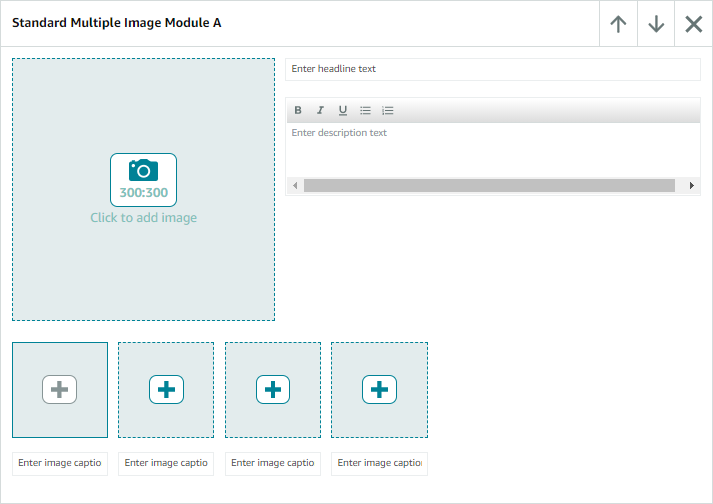 Standard Multiple Image Module A
Enter headline text
B I U
Enter description text
300:300
Click to add image
Enter image captio
Enter image captio
Enter image captio
Enter image caption